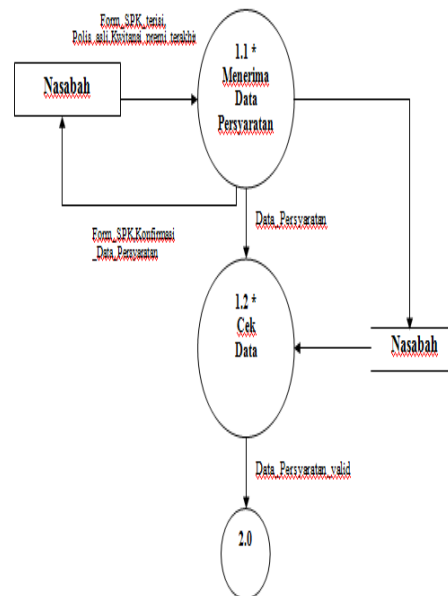 Form_SPK_terisi,
Polis_asli,Kwitansi_premi_terakhir
Nasabah
1.1 *
Menerima
Data
Persyaratan
Form_SPK,Konfirmasi
_Data_Persyaratan
Data_Persyaratan
1.2 *
Cek
Data
Nasabah
Data_Persyaratan_valid
2.0